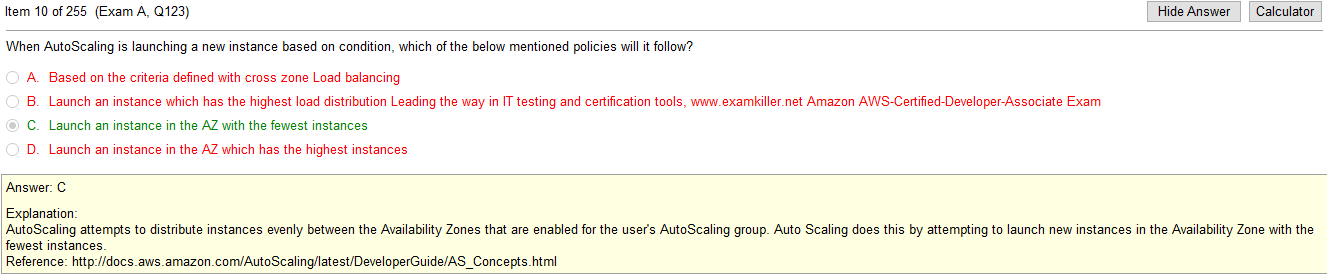 Item 10 of 255 (Exam A, Q123)
Hide Answer
Calculator
When AutoScaling is launching a new instance based on condition, which of the below mentioned policies will it follow?
A. Based on the criteria defined with cross zone Load balancing
B. Launch an instance which has the highest load distribution Leading the way in IT testing and certification tools, www.examkiller.net Amazon AWS-Certified-Developer-Associate Exam
C. Launch an instance in the AZ with the fewest instances
D. Launch an instance in the AZ which has the highest instances
Answer: C
Explanation:
AutoScaling attempts to distribute instances evenly between the Availability Zones that are enabled for the user's AutoScaling group. Auto Scaling does this by attempting to launch new instances in the Availability Zone with the
fewest instances.
Reference: http://docs.aws.amazon.com/AutoScaling/latest/DeveloperGuide/AS_Concepts.html